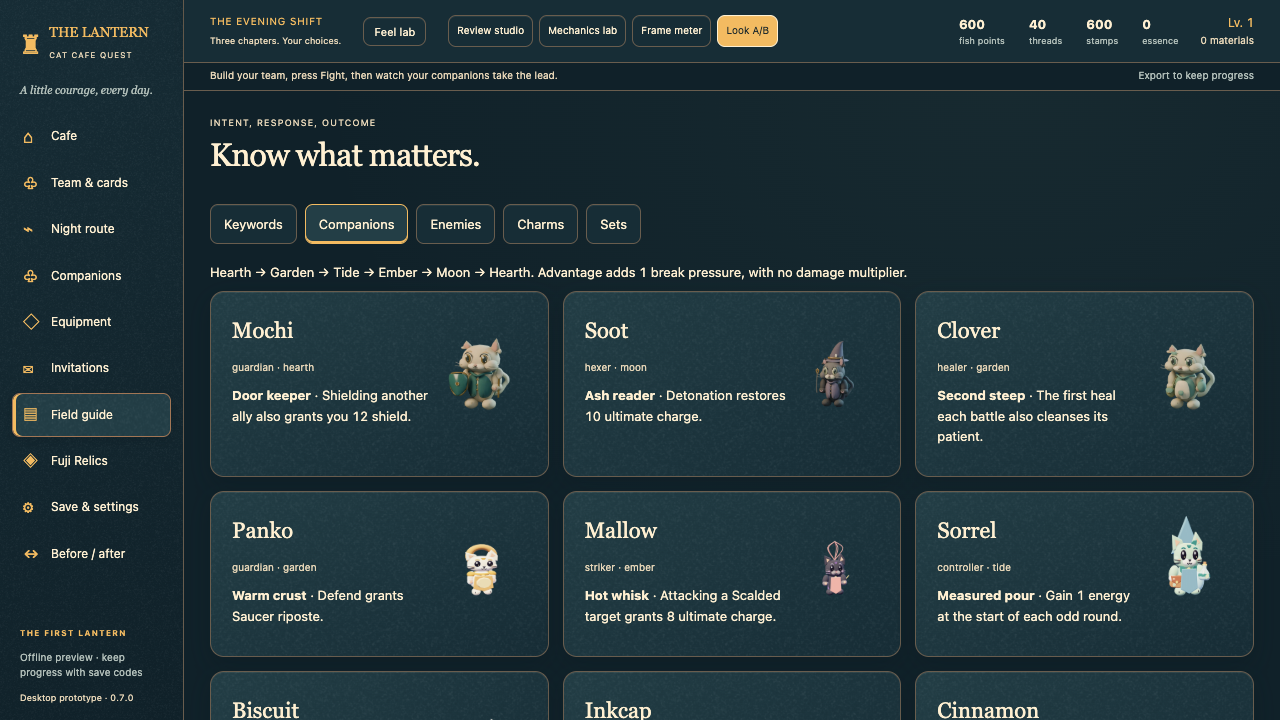 THE LANTERN
CAT CAFE QUEST
A little courage, every day.
Cafe
Team & cards
Night route
Companions
Equipment
Invitations
Field guide
Fuji Relics
Save & settings
Before / after
THE FIRST LANTERN
Offline preview · keep
progress with save codes
Desktop prototype · 0.7.0
THE EVENING SHIFT
Three chapters. Your choices.
Feel lab
Review studio
Mechanics lab
Frame meter
Look A/B
600
fish points
40
threads
600
stamps
0
essence
Lv. 1
0 materials
Build your team, press Fight, then watch your companions take the lead.
Export to keep progress
INTENT, RESPONSE, OUTCOME
Know what matters.
Keywords
Companions
Enemies
Charms
Sets
Hearth → Garden → Tide → Ember → Moon → Hearth. Advantage adds 1 break pressure, with no damage multiplier.
Mochi
guardian · hearth
Door keeper · Shielding another
ally also grants you 12 shield.
Soot
hexer · moon
Ash reader · Detonation restores
10 ultimate charge.
Clover
healer · garden
Second steep · The first heal
each battle also cleanses its
patient.
Panko
guardian · garden
Warm crust · Defend grants
Saucer riposte.
Mallow
striker · ember
Hot whisk · Attacking a Scalded
target grants 8 ultimate charge.
Sorrel
controller · tide
Measured pour · Gain 1 energy
at the start of each odd round.
Biscuit
Inkcap
Cinnamon